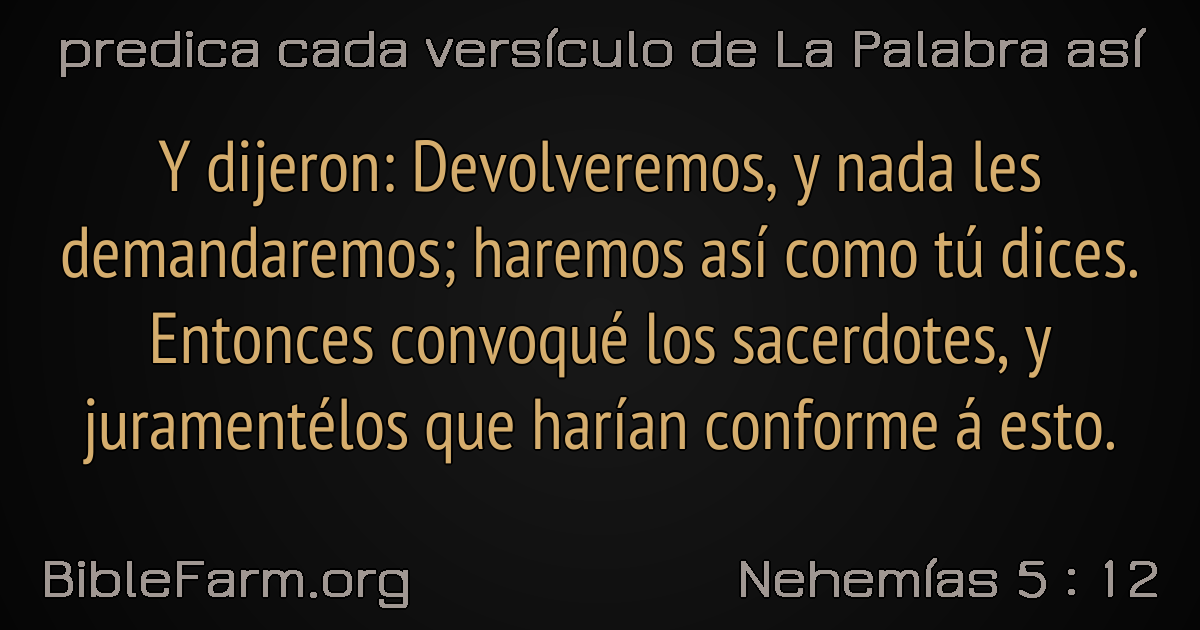 predica cada versículo de La Palabra así
Y dijeron: Devolveremos, y nada les
demandaremos; haremos así como tú dices.
Entonces convoqué los sacerdotes, y
juramentélos que harían conforme á esto.
BibleFarm.org
Nehemías 5 : 12